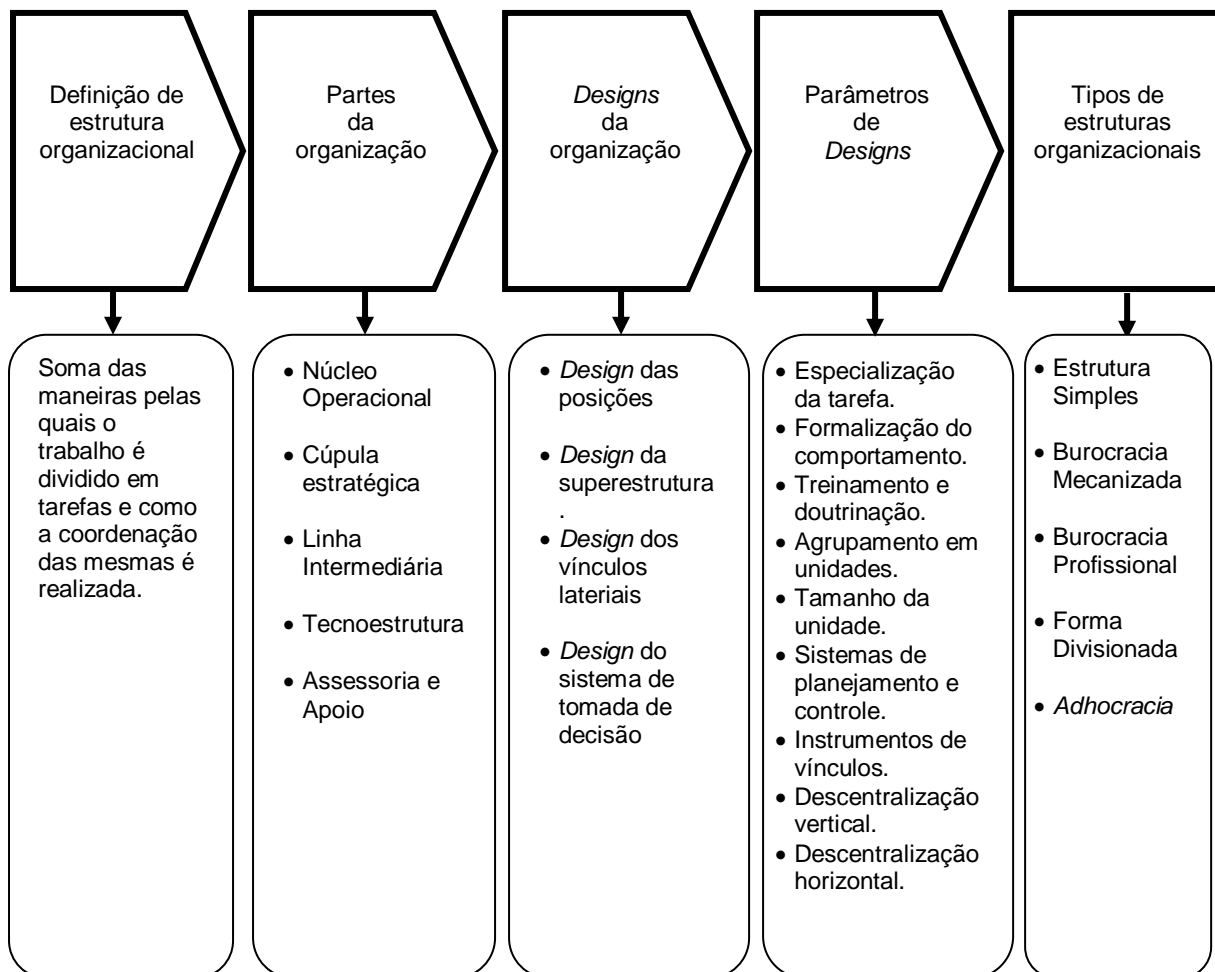 Definição de
estrutura
organizacional
Partes
da
organização
Designs
da
organização
Parâmetros
de
Designs
Tipos de
estruturas
organizacionais
Soma das
maneiras pelas
quais o
trabalho é
dividido em
tarefas e como
a coordenação
das mesmas é
realizada.
• Núcleo
Operacional
• Cúpula
estratégica
• Linha
Intermediária
• Tecnoestrutura
• Assessoria e
Apoio
• Design das
posições
• Design da
superestrutura
.
• Design dos
vínculos
lateriais
• Design do
sistema de
tomada de
decisão
• Especialização
da tarefa.
• Formalização do
comportamento.
• Treinamento e
doutrinação.
• Agrupamento em
unidades.
• Tamanho da
unidade.
• Sistemas de
planejamento e
controle.
• Instrumentos de
vínculos.
• Descentralização
vertical.
• Descentralização
horizontal.
• Estrutura
Simples
• Burocracia
Mecanizada
• Burocracia
Profissional
• Forma
Divisionada
• Adhocracia